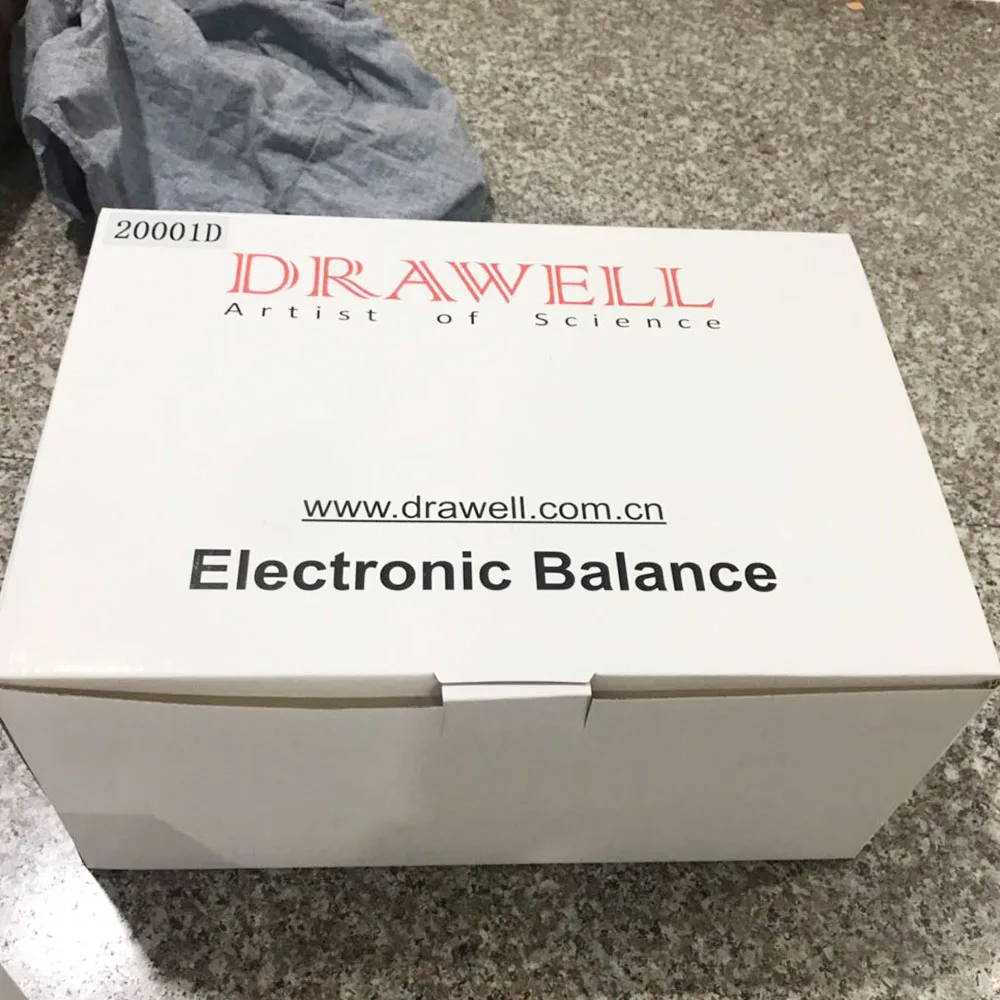 20001D
DRAWELL
Artist of Science
www.drawell.com.cn
Electronic Balance